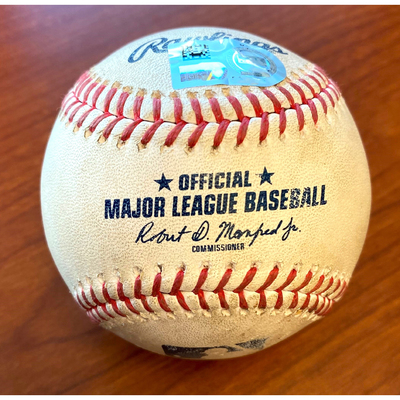 Rawlings
★ OFFICIAL ★
MAJOR LEAGUE BASEBALL
Robert D. Manfred Jr.
COMMISSIONER